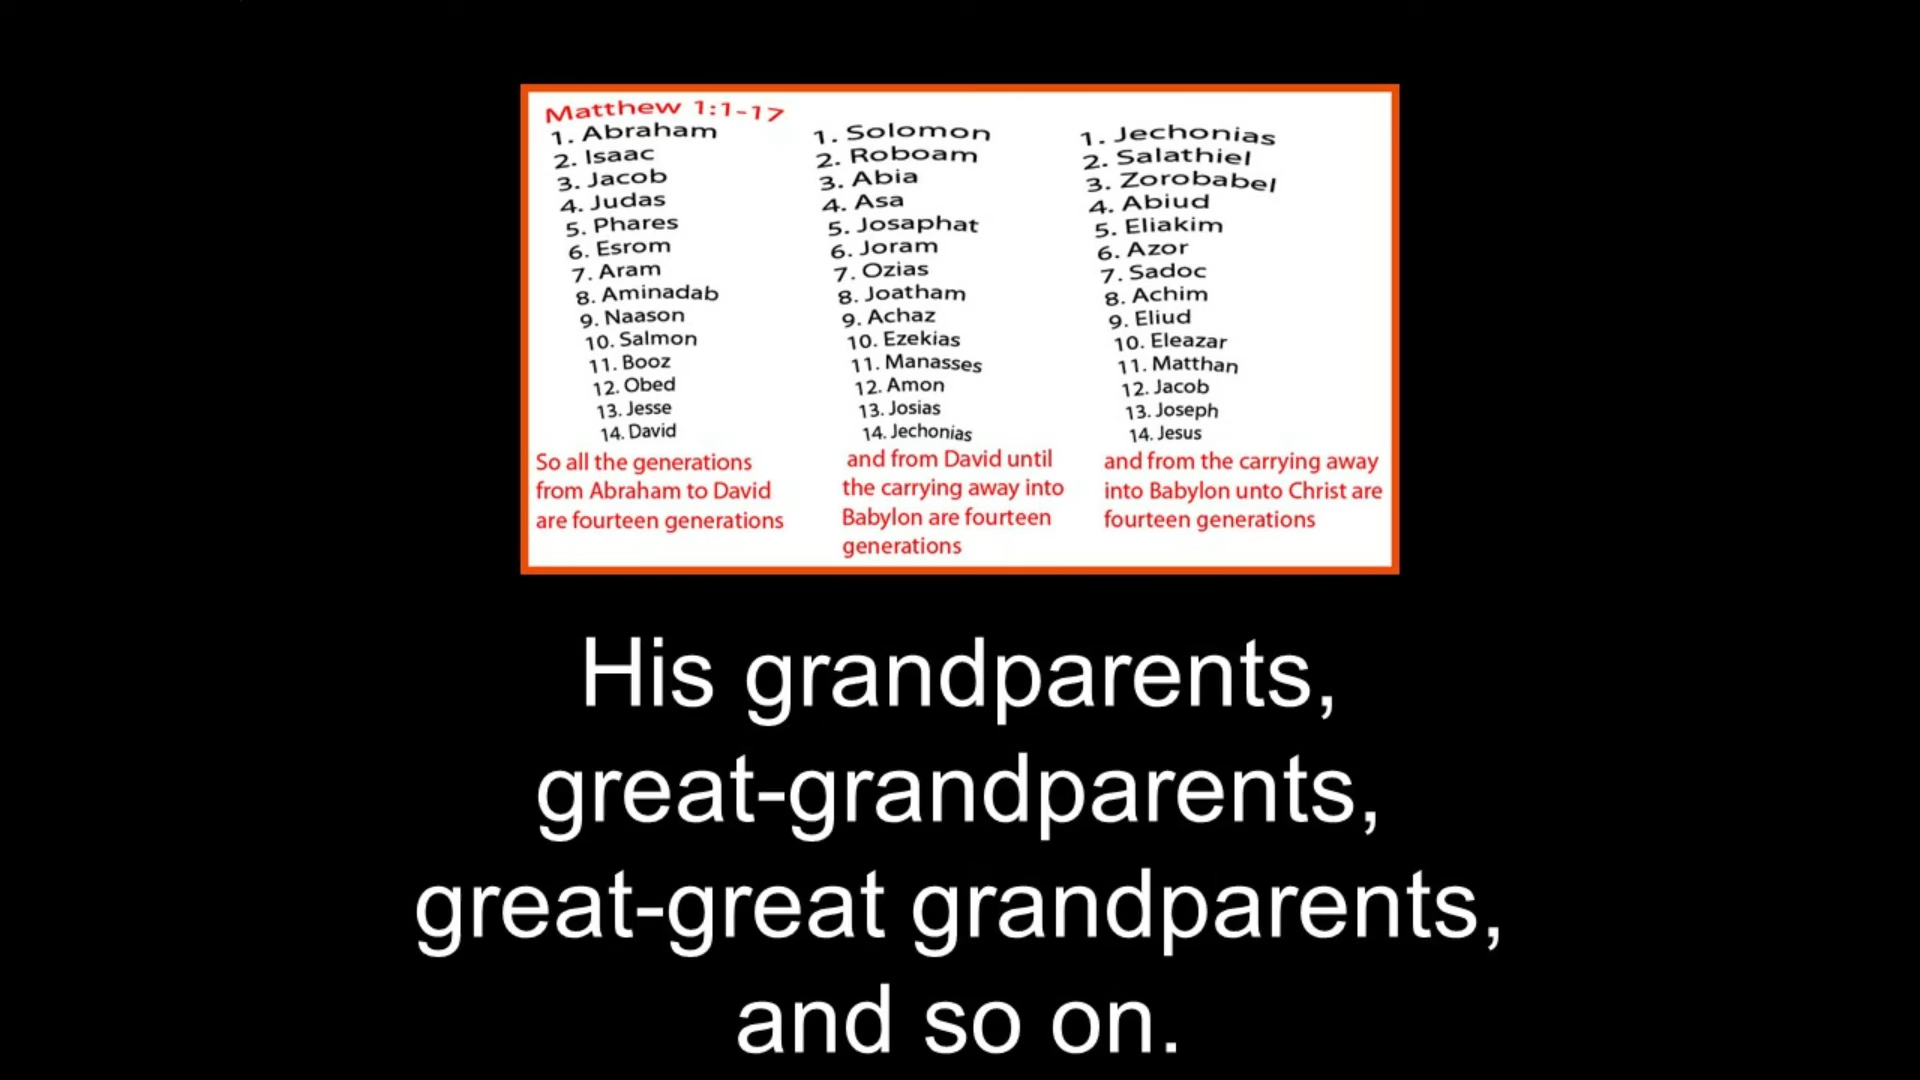 Matthew 1:1-17
1. Abraham
2. Isaac
3. Jacob
4. Judas
5. Phares
6. Esrom
7. Aram
8. Aminadab
9. Naason
10. Salmon
11. Booz
12. Obed
13. Jesse
14. David
So all the generations
from Abraham to David
are fourteen generations
1. Solomon
2. Roboam
3. Abia
4. Asa
5. Josaphat
6. Joram
7. Ozias
8. Joatham
9. Achaz
10. Ezekias
11. Manasses
12. Amon
13. Josias
14. Jechonias
and from David until
the carrying away into
Babylon are fourteen
generations
1. Jechonias
2. Salathiel
3. Zorobabel
4. Abiud
5. Eliakim
6. Azor
7. Sadoc
8. Achim
9. Eliud
10. Eleazar
11. Matthan
12. Jacob
13. Joseph
14. Jesus
and from the carrying away
into Babylon unto Christ are
fourteen generations
His grandparents,
great-grandparents,
great-great grandparents,
and so on.